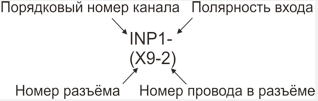 Порядковый номер канала Полярность входа
INP1-
(X9-2)
Номер разъёма Номер провода в разъёме